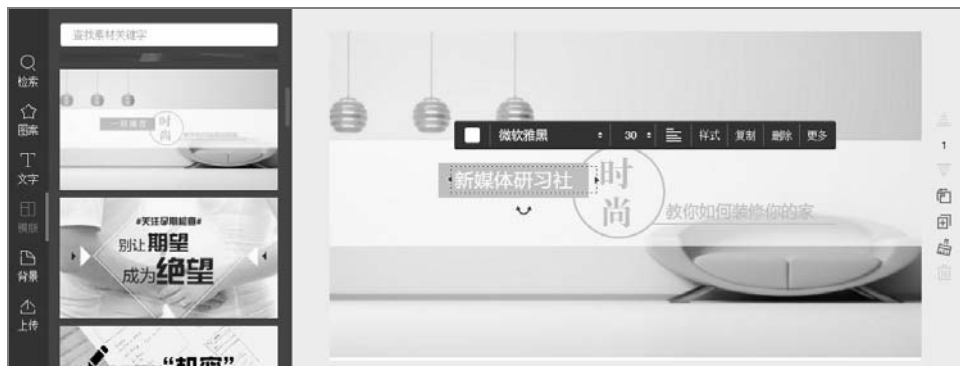 查找素材关键字
检索
图案
文字
模版
背景
上传
时
尚
#关注孕期检查#
别让期望
成为绝望
“机密”
微软雅黑
30
样式
复制
删除
更多
新媒体研习社
时
尚
教你如何装修你的家
1